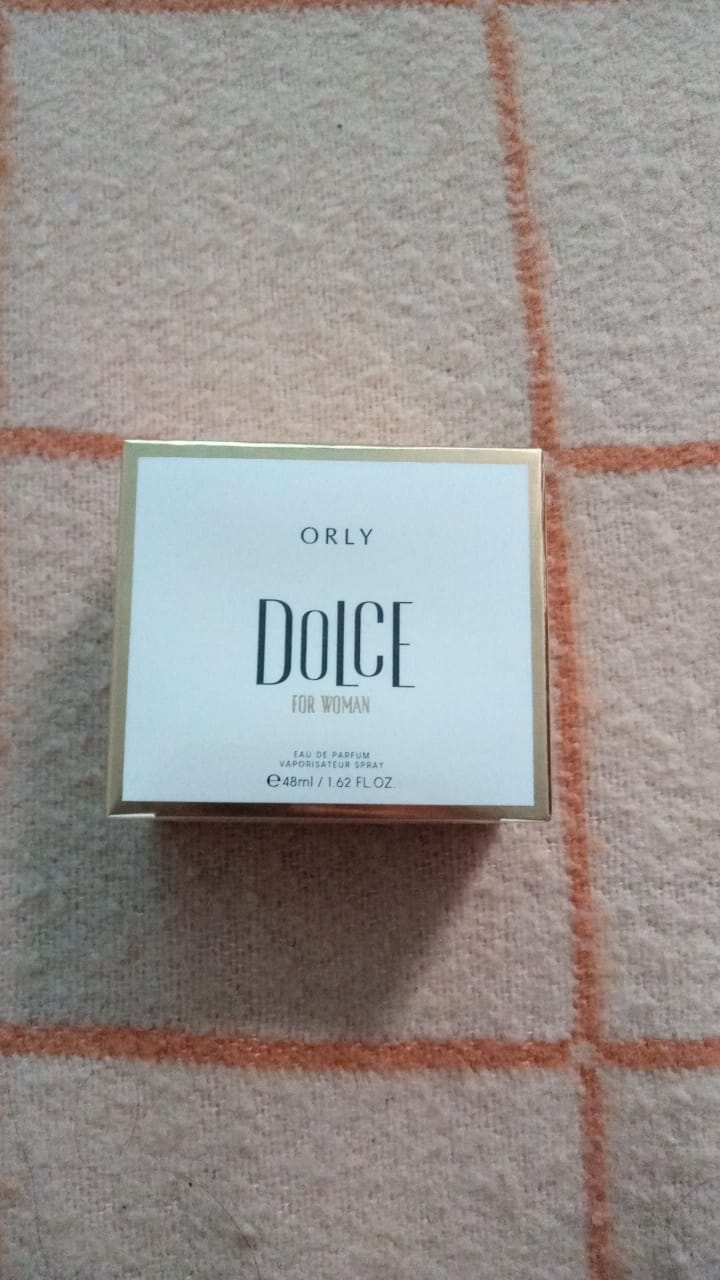 ORLY
DOLCE
FOR WOMAN
EAU DE PARFUM
VAPORISATEUR SPRAY
℮48ml / 1.62 FL.OZ.